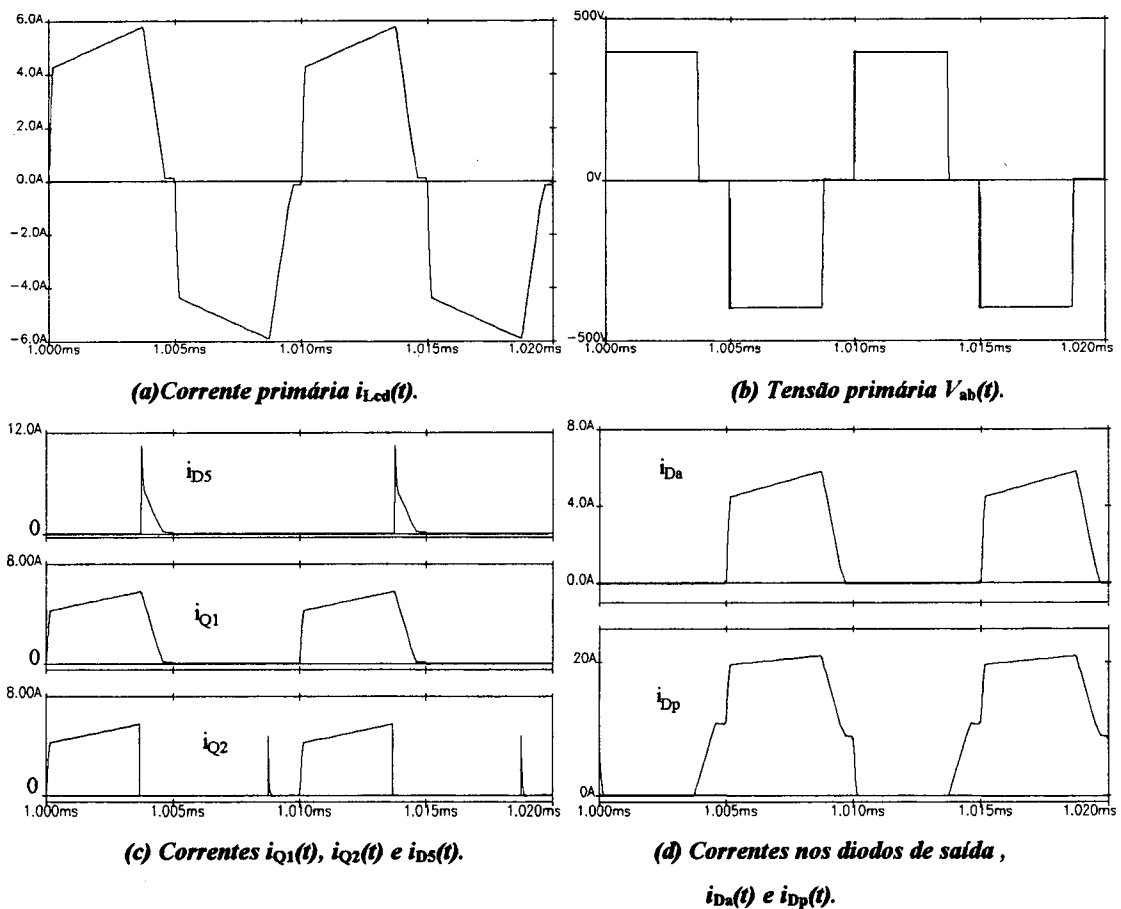 6.0A
4.0A
2.0A
0.0A
-2.0A
-4.0A
-6.0A
1.000ms 1.005ms 1.010ms 1.015ms 1.020ms
(a)Corrente primária iLcd(t).
500V
0V
-500V
1.000ms 1.005ms 1.010ms 1.015ms 1.020ms
(b) Tensão primária Vab(t).
12.0A
iD5
0
8.00A
iQ1
0
8.00A
iQ2
0
1.000ms 1.005ms 1.010ms 1.015ms 1.020ms
(c) Correntes iQ1(t), iQ2(t) e iD5(t).
8.0A
iDa
4.0A
0.0A
20A
iDp
0A
1.000ms 1.005ms 1.010ms 1.015ms 1.020ms
(d) Correntes nos diodos de saída ,
iDa(t) e iDp(t).